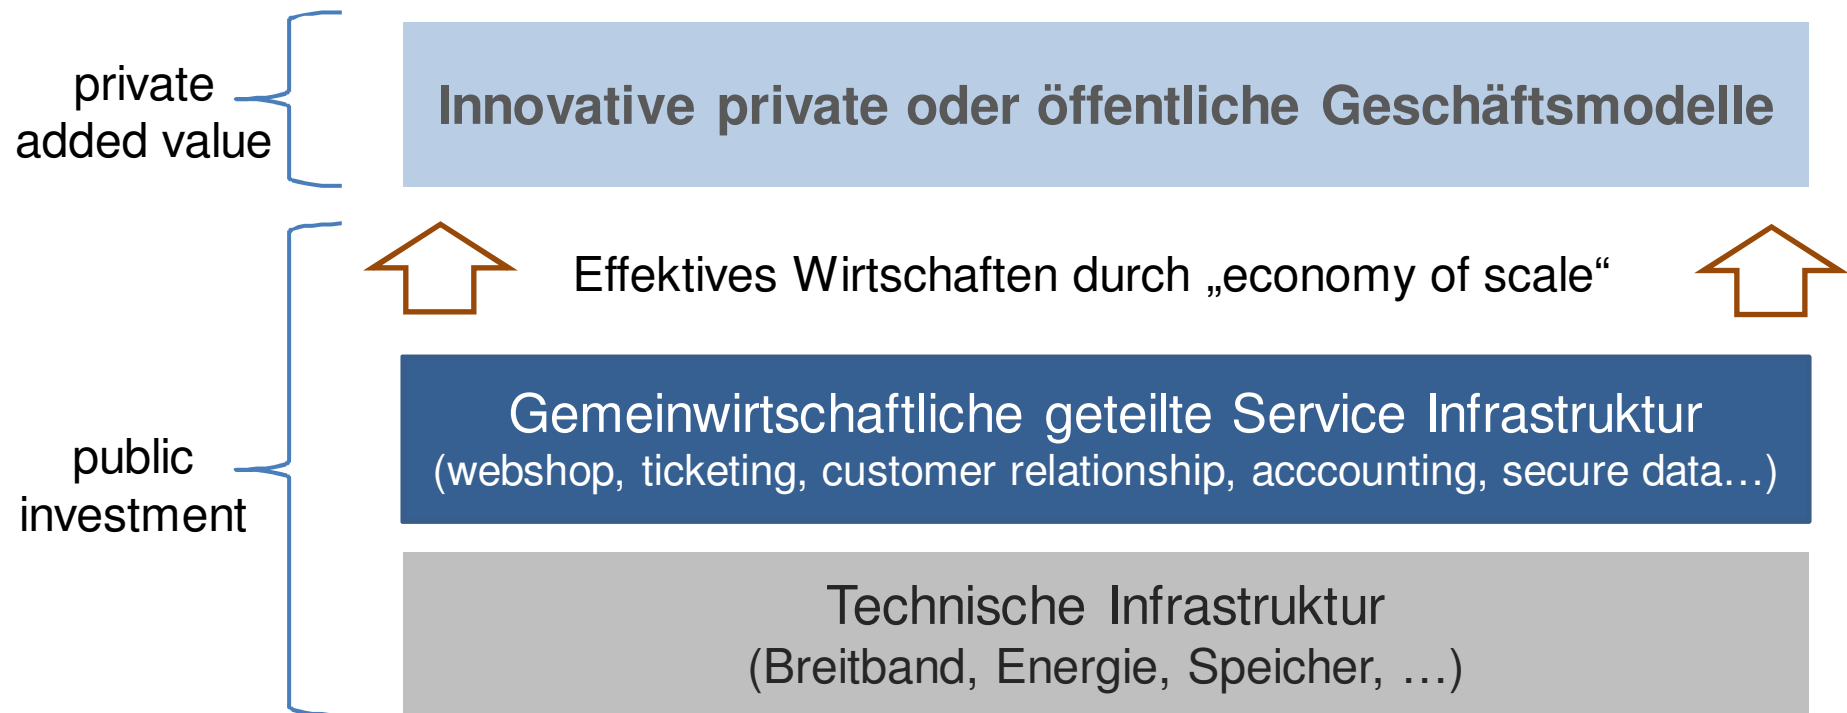 private
added value
Innovative private oder öffentliche Geschäftsmodelle
Effektives Wirtschaften durch „economy of scale“
public
investment
Gemeinwirtschaftliche geteilte Service Infrastruktur
(webshop, ticketing, customer relationship, acccounting, secure data…)
Technische Infrastruktur
(Breitband, Energie, Speicher, …)